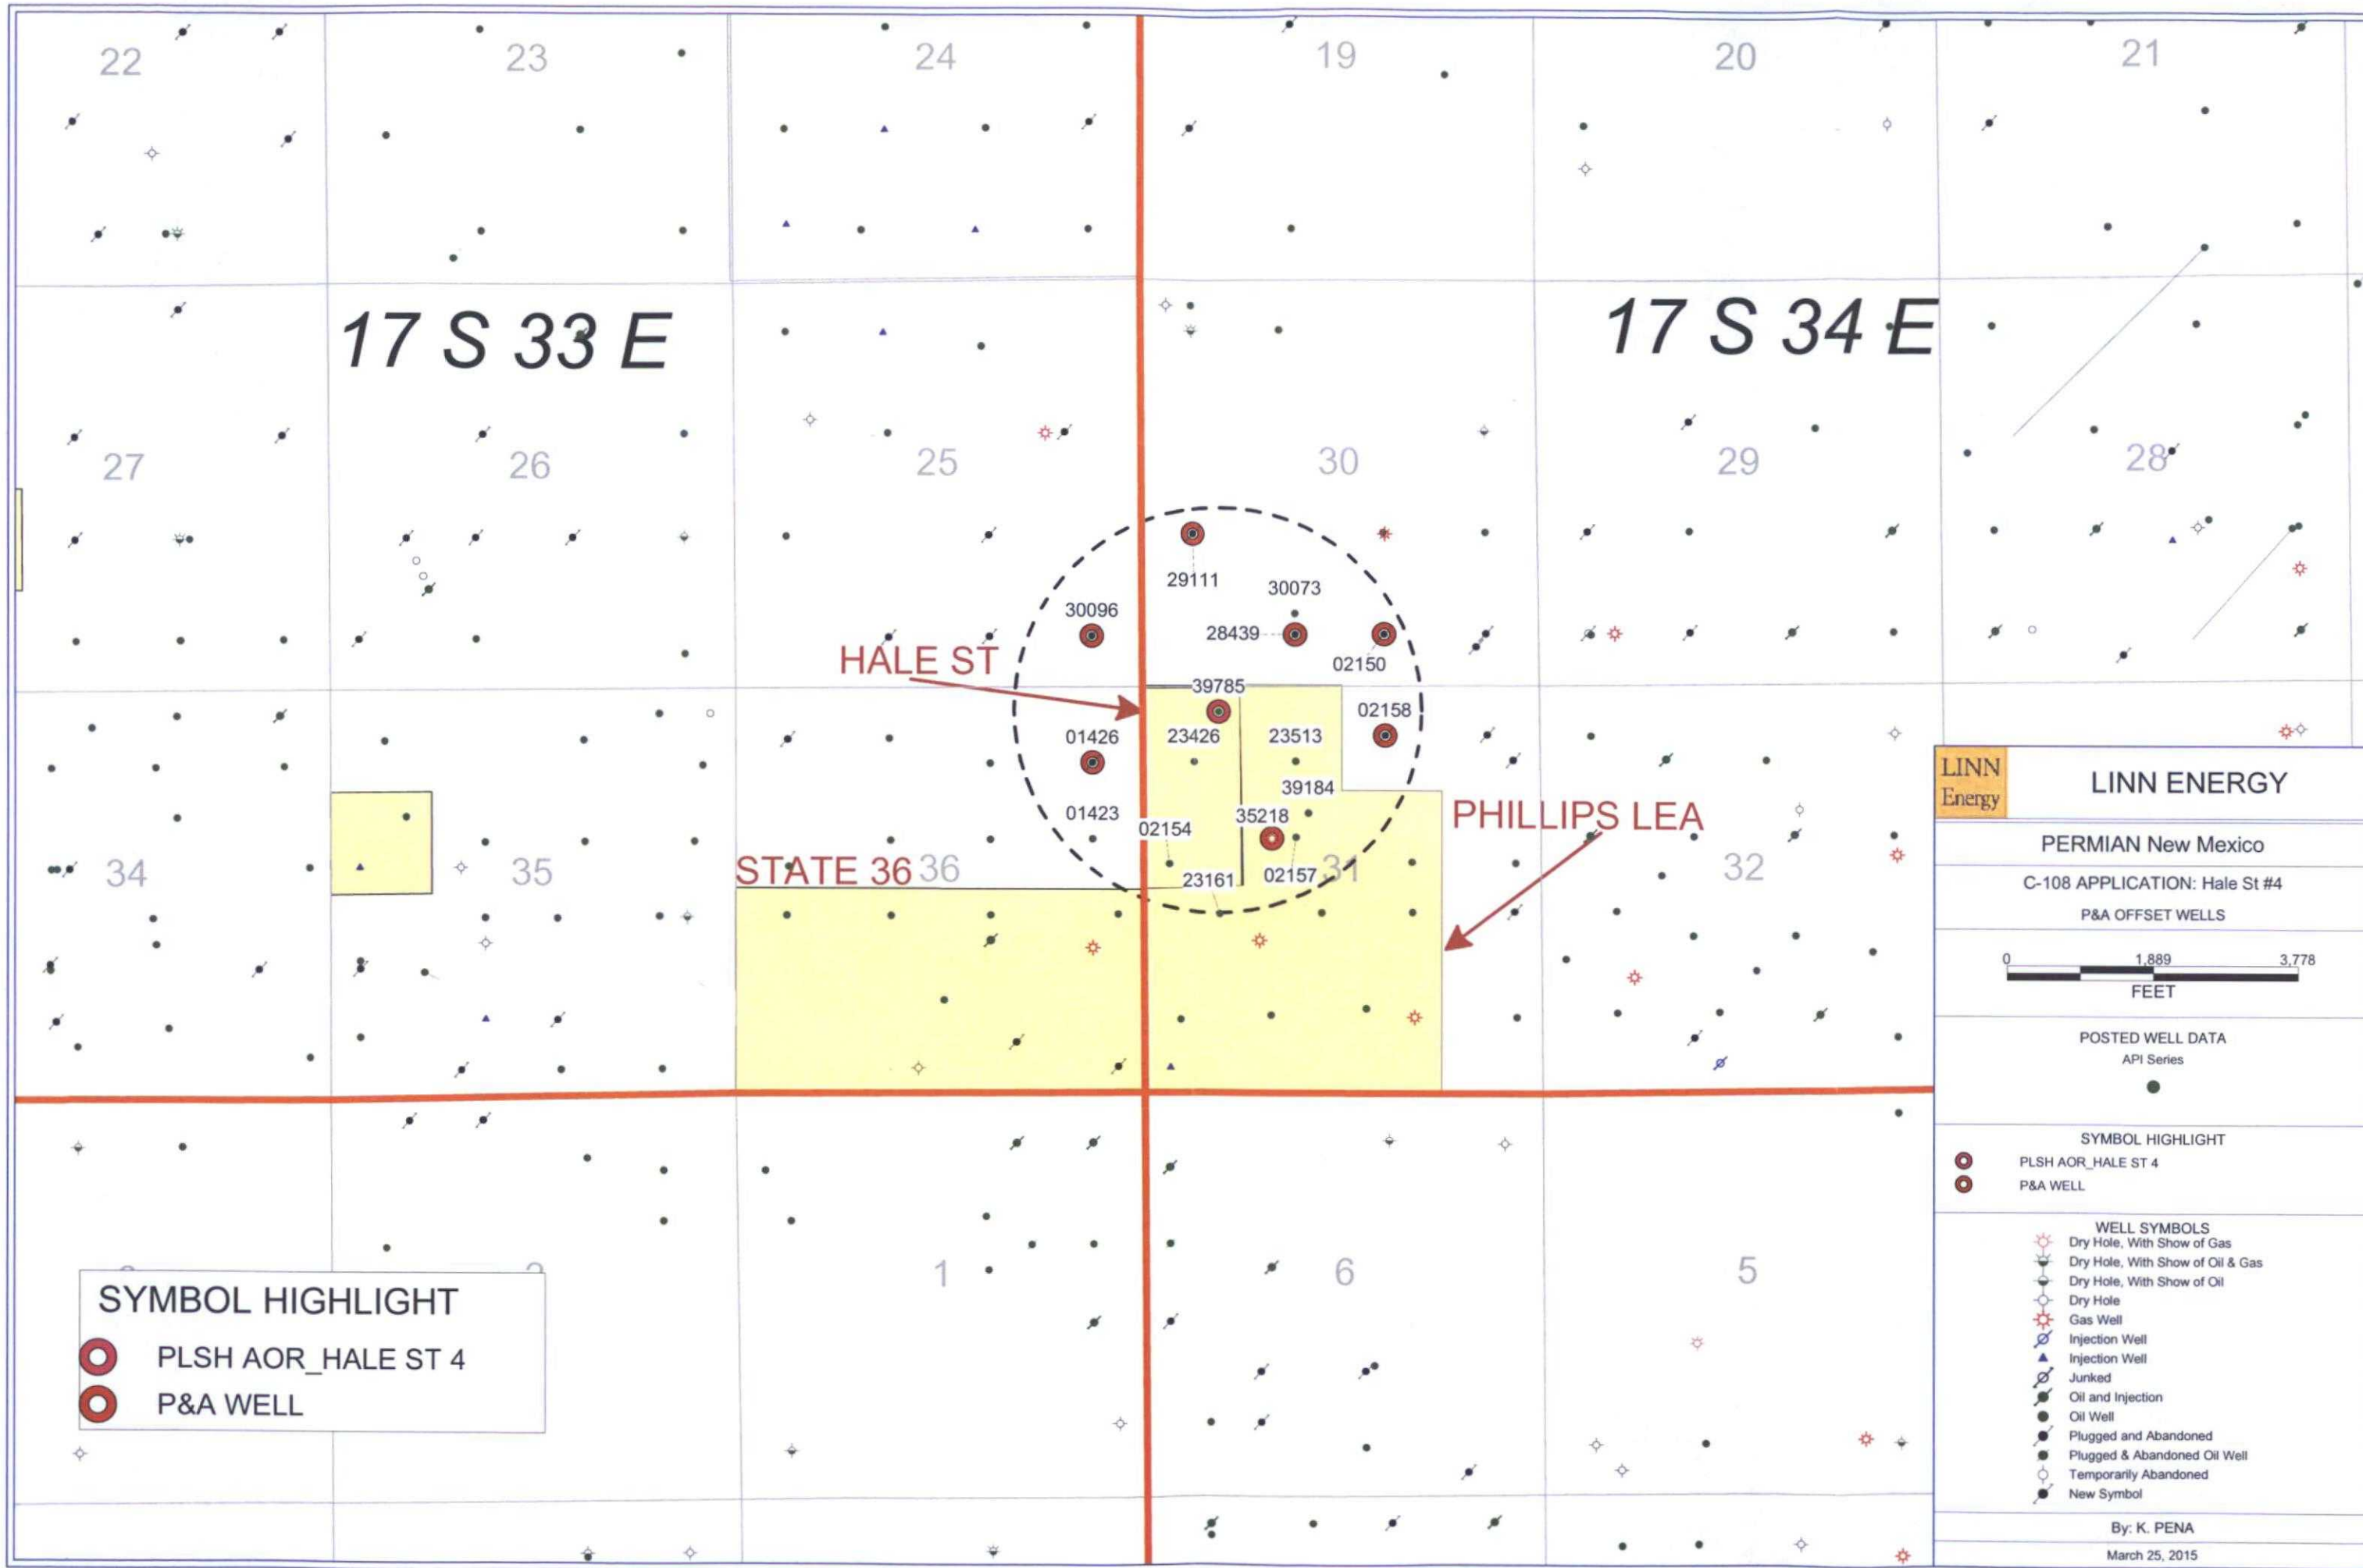 22
23
24
19
20
21
17 S 33 E
17 S 34 E
27
26
25
30
29
28
29111
30073
30096
28439
02150
HALE ST
39785
02158
01426
23426
23513
39184
01423
02154
35218
PHILLIPS LEA
34
35
STATE 36
36
23161
02157
31
32
1
6
5
SYMBOL HIGHLIGHT
PLSH AOR_HALE ST 4
P&A WELL
LINN
Energy
LINN ENERGY
PERMIAN New Mexico
C-108 APPLICATION: Hale St #4
P&A OFFSET WELLS
0 1,889 3,778
FEET
POSTED WELL DATA
API Series
SYMBOL HIGHLIGHT
PLSH AOR_HALE ST 4
P&A WELL
WELL SYMBOLS
Dry Hole, With Show of Gas
Dry Hole, With Show of Oil & Gas
Dry Hole, With Show of Oil
Dry Hole
Gas Well
Injection Well
Injection Well
Junked
Oil and Injection
Oil Well
Plugged and Abandoned
Plugged & Abandoned Oil Well
Temporarily Abandoned
New Symbol
By: K. PENA
March 25, 2015